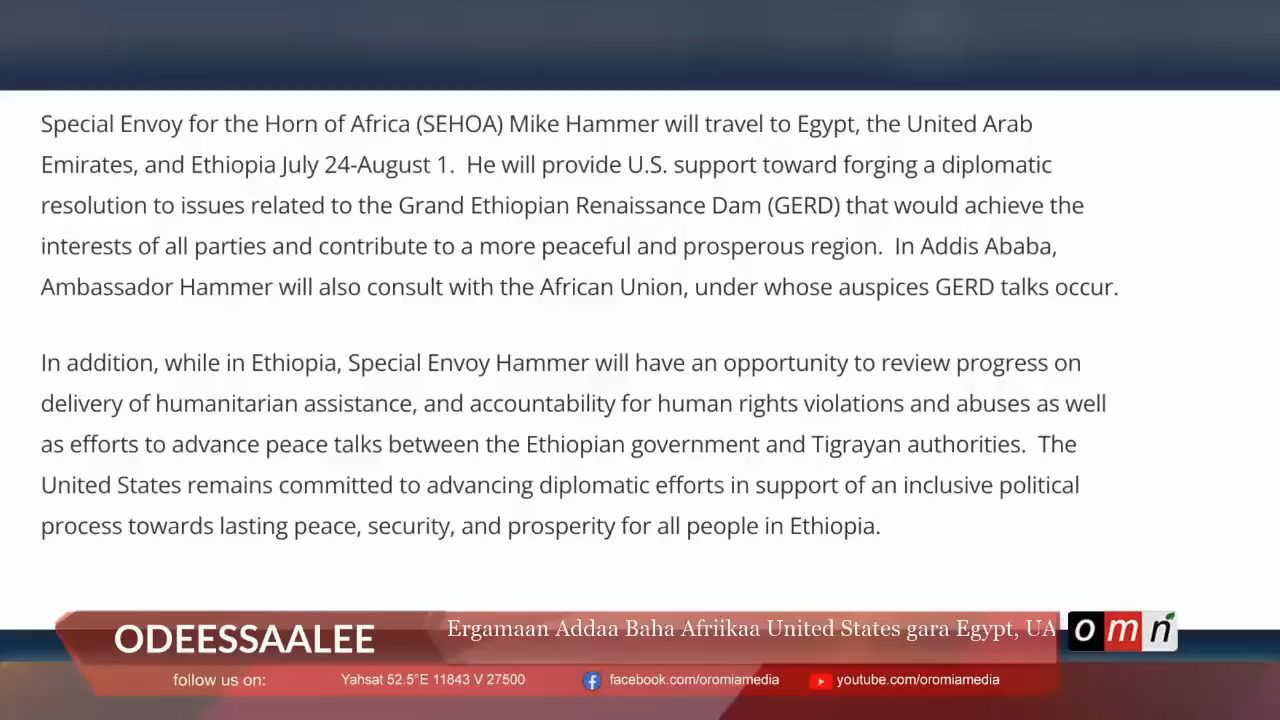 Special Envoy for the Horn of Africa (SEHOA) Mike Hammer will travel to Egypt, the United Arab
Emirates, and Ethiopia July 24-August 1.  He will provide U.S. support toward forging a diplomatic
resolution to issues related to the Grand Ethiopian Renaissance Dam (GERD) that would achieve the
interests of all parties and contribute to a more peaceful and prosperous region.  In Addis Ababa,
Ambassador Hammer will also consult with the African Union, under whose auspices GERD talks occur.
In addition, while in Ethiopia, Special Envoy Hammer will have an opportunity to review progress on
delivery of humanitarian assistance, and accountability for human rights violations and abuses as well
as efforts to advance peace talks between the Ethiopian government and Tigrayan authorities.  The
United States remains committed to advancing diplomatic efforts in support of an inclusive political
process towards lasting peace, security, and prosperity for all people in Ethiopia.
ODEESSAALEE
Ergamaan Addaa Baha Afriikaa United States gara Egypt, UA
omn
follow us on:
Yahsat 52.5°E 11843 V 27500
facebook.com/oromiamedia
youtube.com/oromiamedia